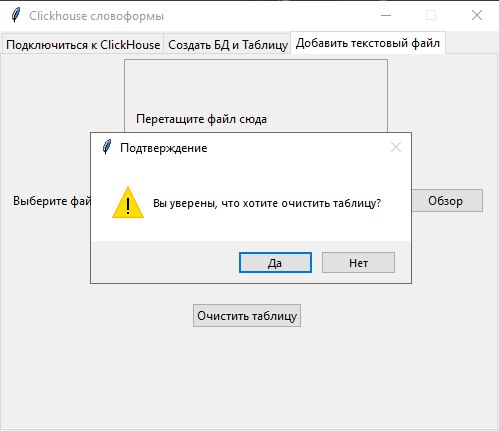 Clickhouse словоформы
Подключиться к ClickHouse Создать БД и Таблицу Добавить текстовый файл
Перетащите файл сюда
Подтверждение
Выберите фай
Вы уверены, что хотите очистить таблицу?
Обзор
Да Нет
Очистить таблицу